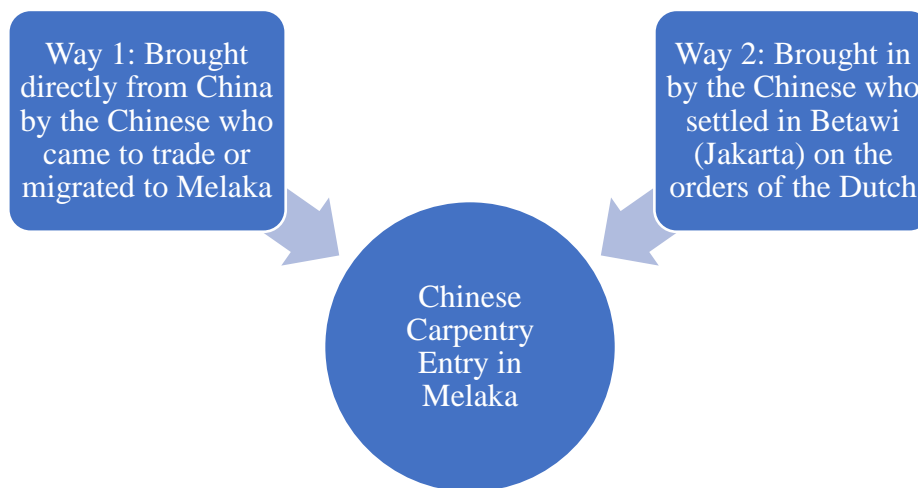 Way 1: Brought
directly from China
by the Chinese who
came to trade or
migrated to Melaka
Way 2: Brought in
by the Chinese who
settled in Betawi
(Jakarta) on the
orders of the Dutch
Chinese
Carpentry
Entry in
Melaka